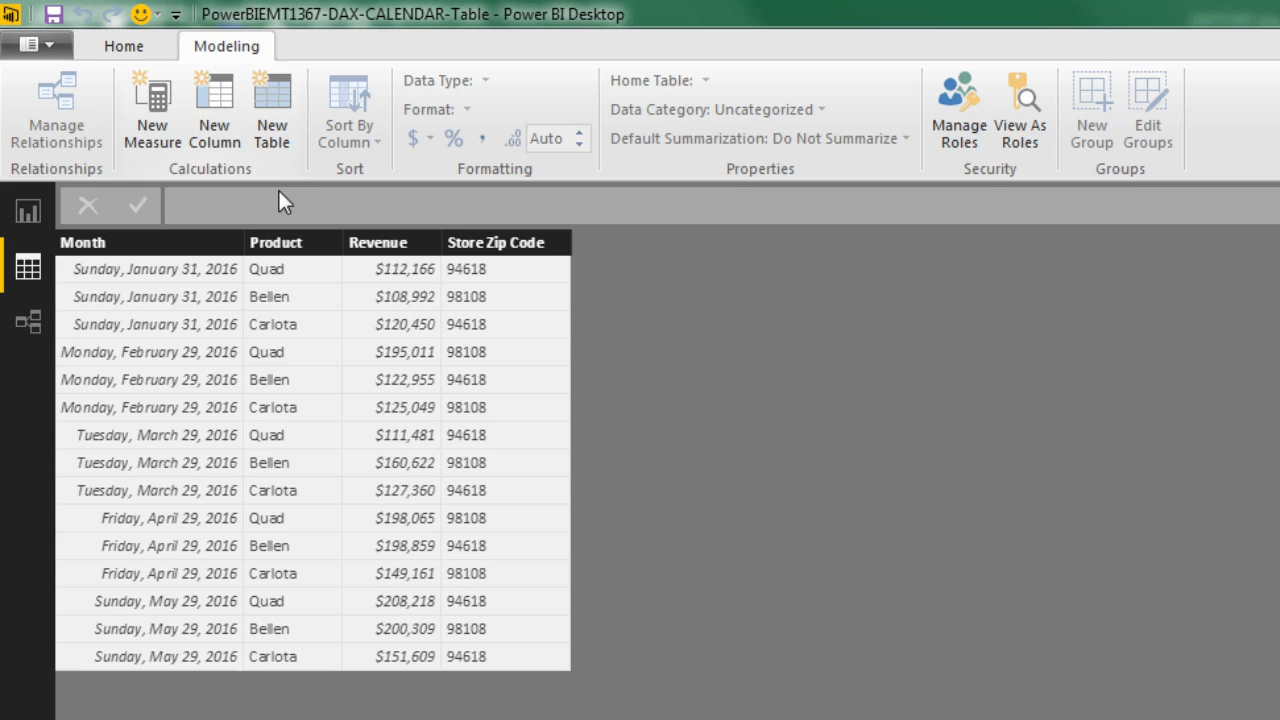 PowerBIEMT1367-DAX-CALENDAR-Table - Power BI Desktop
Home Modeling
Manage Relationships
New Measure
New Column
New Table
Sort By Column
Data Type:
Format:
$ % , .00 Auto
Home Table:
Data Category: Uncategorized
Default Summarization: Do Not Summarize
Manage Roles
View As Roles
New Group
Edit Groups
Relationships Calculations Sort Formatting Properties Security Groups
Month Product Revenue Store Zip Code
Sunday, January 31, 2016 Quad $112,166 94618
Sunday, January 31, 2016 Bellen $108,992 98108
Sunday, January 31, 2016 Carlota $120,450 94618
Monday, February 29, 2016 Quad $195,011 98108
Monday, February 29, 2016 Bellen $122,955 94618
Monday, February 29, 2016 Carlota $125,049 98108
Tuesday, March 29, 2016 Quad $111,481 94618
Tuesday, March 29, 2016 Bellen $160,622 98108
Tuesday, March 29, 2016 Carlota $127,360 94618
Friday, April 29, 2016 Quad $198,065 98108
Friday, April 29, 2016 Bellen $198,859 94618
Friday, April 29, 2016 Carlota $149,161 98108
Sunday, May 29, 2016 Quad $208,218 94618
Sunday, May 29, 2016 Bellen $200,309 98108
Sunday, May 29, 2016 Carlota $151,609 94618